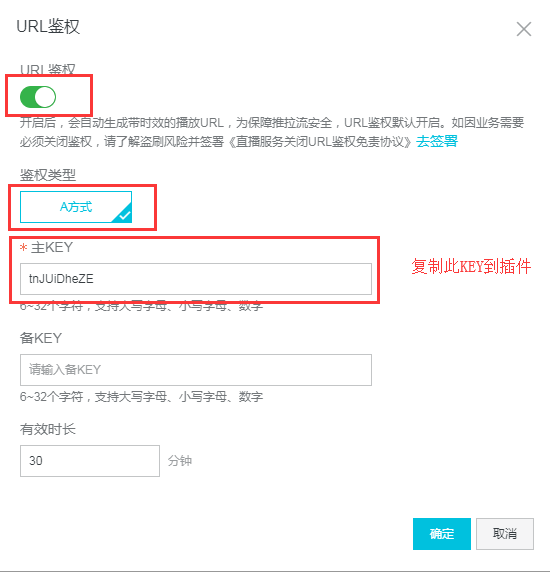 URL鉴权
URL鉴权
开启后，会自动生成带时效的播放URL，为保障推拉流安全，URL鉴权默认开启。如因业务需要
必须关闭鉴权，请了解盗刷风险并签署《直播服务关闭URL鉴权免责协议》去签署
鉴权类型
A方式
* 主KEY
tnJUiDheZE
复制此KEY到插件
6~32个字符，支持大写字母、小写字母、数字
备KEY
请输入备KEY
6~32个字符，支持大写字母、小写字母、数字
有效时长
30 分钟
确定 取消